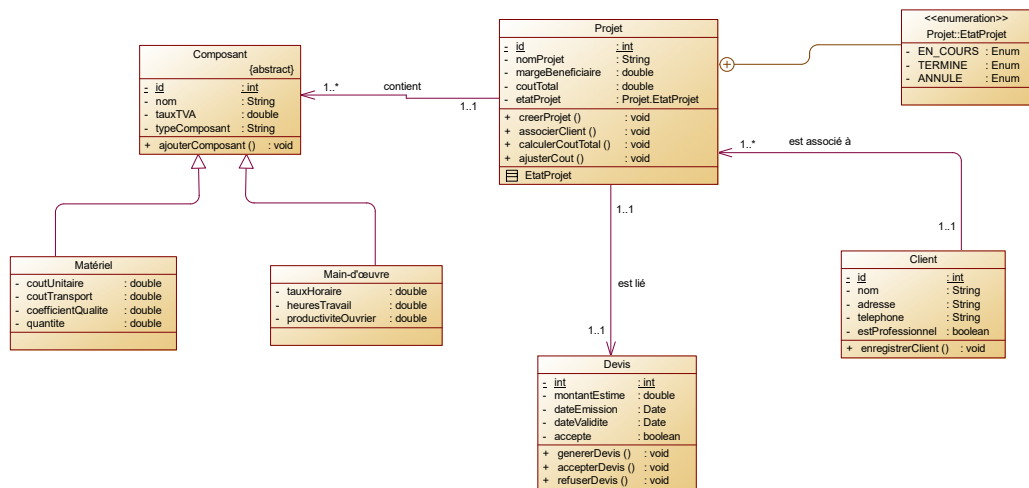 Composant
{abstract}
- id : int
- nom : String
- tauxTVA : double
- typeComposant : String
+ ajouterComposant () : void
1..*
contient
1..1
Projet
- id : int
- nomProjet : String
- margeBeneficiaire : double
- coutTotal : double
- etatProjet : Projet.EtatProjet
+ creerProjet () : void
+ associerClient () : void
+ calculerCoutTotal () : void
+ ajusterCout () : void
EtatProjet
<<enumeration>>
Projet::EtatProjet
- EN_COURS : Enum
- TERMINE : Enum
- ANNULE : Enum
1..*
est associé à
1..1
1..1
est lié
1..1
Matériel
- coutUnitaire : double
- coutTransport : double
- coefficientQualite : double
- quantite : double
Main-d'œuvre
- tauxHoraire : double
- heuresTravail : double
- productiviteOuvrier : double
Client
- id : int
- nom : String
- adresse : String
- telephone : String
- estProfessionnel : boolean
+ enregistrerClient () : void
Devis
- int : int
- montantEstime : double
- dateEmission : Date
- dateValidite : Date
- accepte : boolean
+ genererDevis () : void
+ accepterDevis () : void
+ refuserDevis () : void